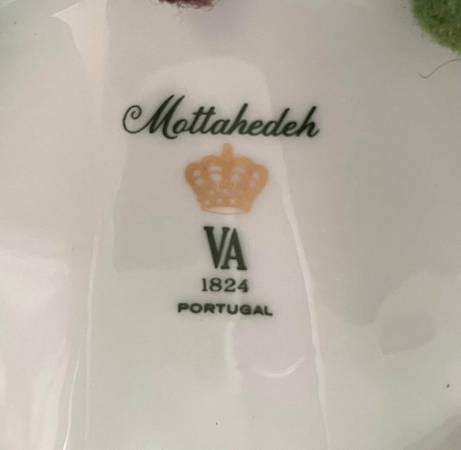 Mottahedeh
VA
1824
PORTUGAL